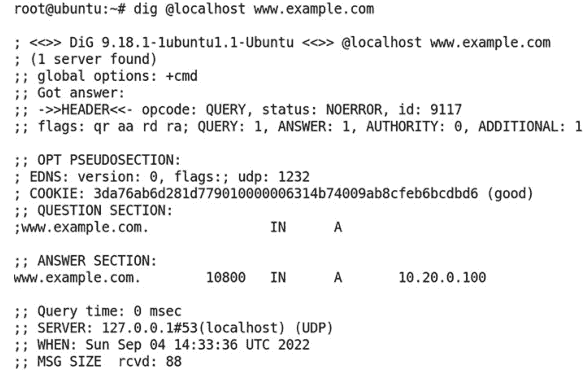 root@ubuntu:~# dig @localhost www.example.com
; <<>> DiG 9.18.1-1ubuntu1.1-Ubuntu <<>> @localhost www.example.com
; (1 server found)
;; global options: +cmd
;; Got answer:
;; ->>HEADER<<- opcode: QUERY, status: NOERROR, id: 9117
;; flags: qr aa rd ra; QUERY: 1, ANSWER: 1, AUTHORITY: 0, ADDITIONAL: 1
;; OPT PSEUDOSECTION:
; EDNS: version: 0, flags:; udp: 1232
; COOKIE: 3da76ab6d281d779010000006314b74009ab8cfeb6bcdbd6 (good)
;; QUESTION SECTION:
;www.example.com. IN A
;; ANSWER SECTION:
www.example.com. 10800 IN A 10.20.0.100
;; Query time: 0 msec
;; SERVER: 127.0.0.1#53(localhost) (UDP)
;; WHEN: Sun Sep 04 14:33:36 UTC 2022
;; MSG SIZE rcvd: 88